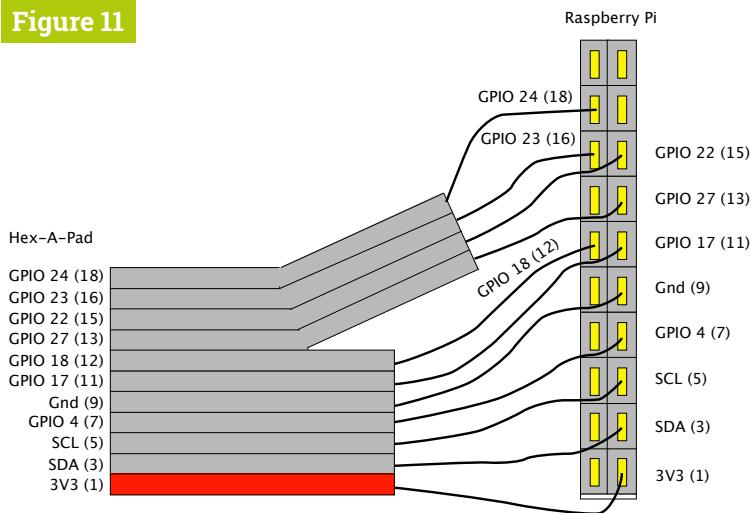 Figure 11
Raspberry Pi
GPIO 24 (18)
GPIO 23 (16)
GPIO 22 (15)
GPIO 27 (13)
GPIO 18 (12)
GPIO 17 (11)
Gnd (9)
GPIO 4 (7)
SCL (5)
SDA (3)
3V3 (1)
Hex-A-Pad
GPIO 24 (18)
GPIO 23 (16)
GPIO 22 (15)
GPIO 27 (13)
GPIO 18 (12)
GPIO 17 (11)
Gnd (9)
GPIO 4 (7)
SCL (5)
SDA (3)
3V3 (1)